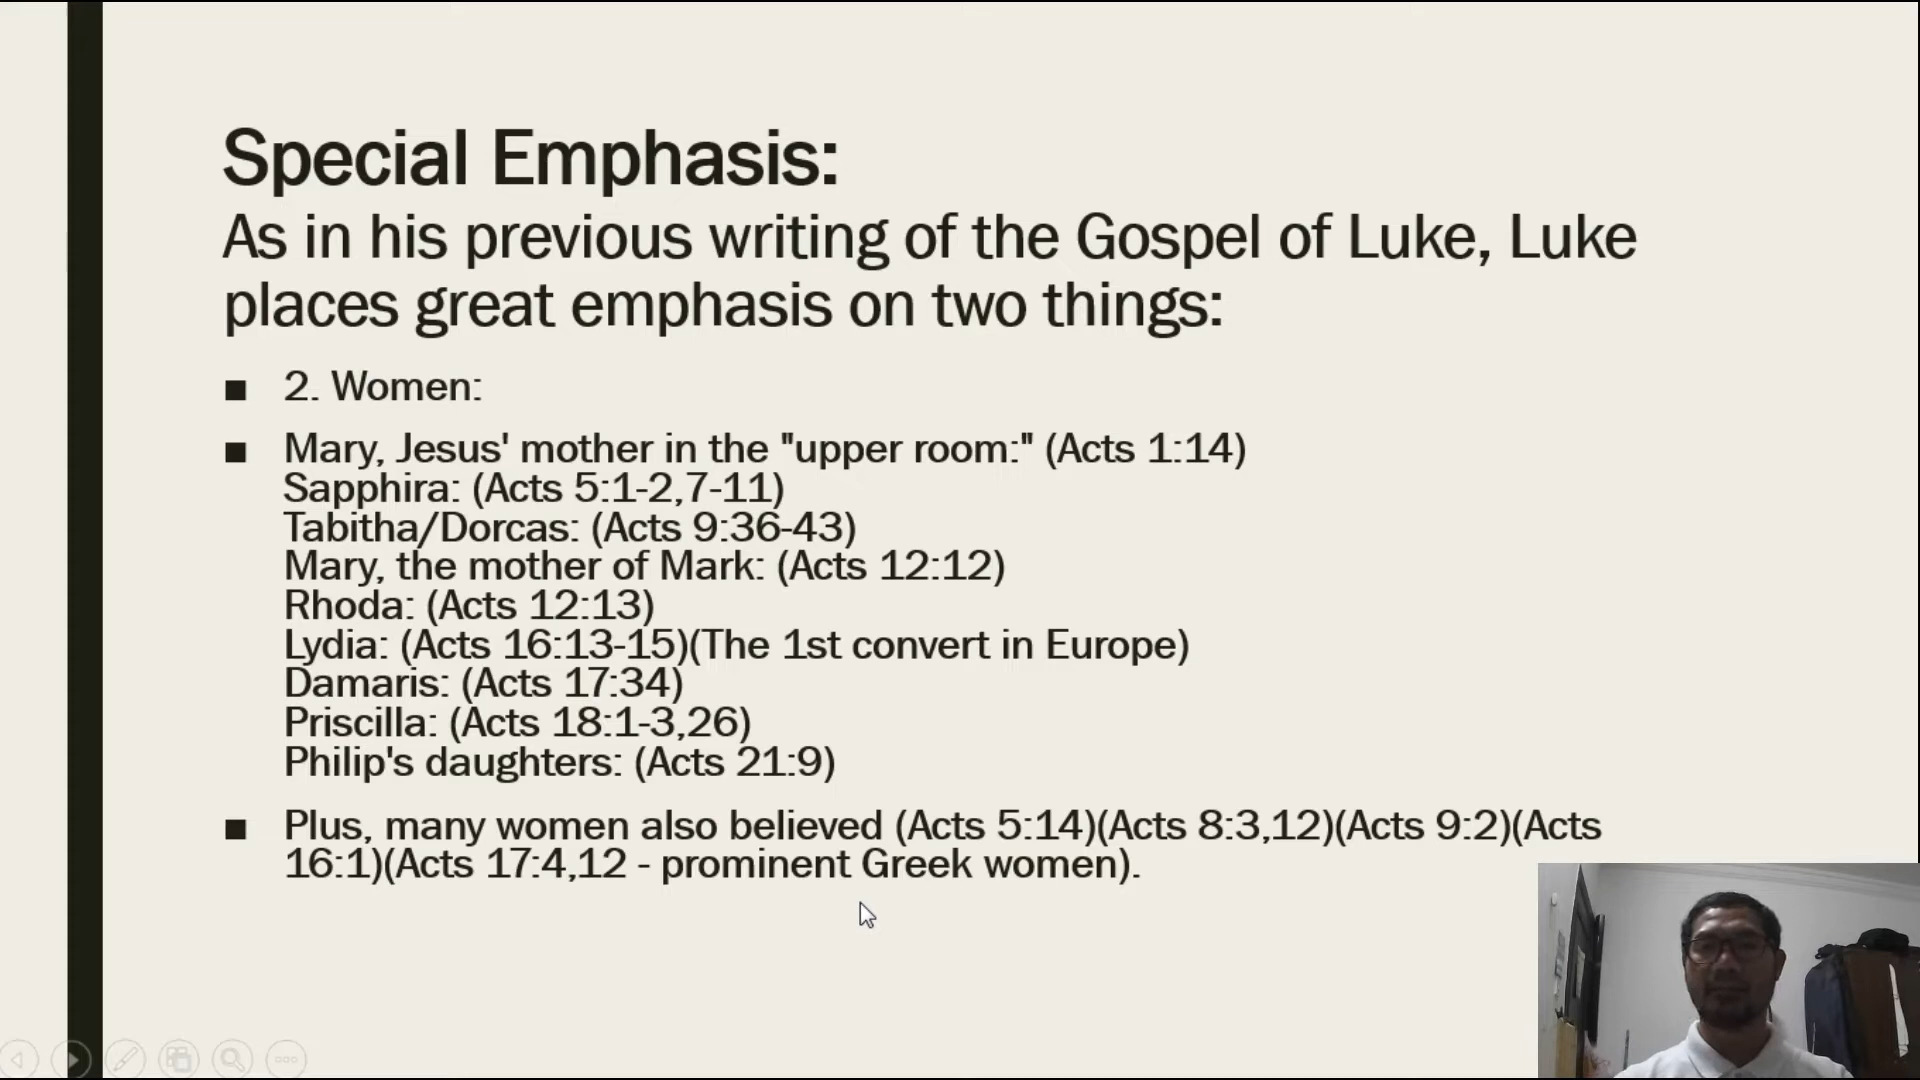 Special Emphasis:
As in his previous writing of the Gospel of Luke, Luke
places great emphasis on two things:
■ 2. Women:
■ Mary, Jesus' mother in the "upper room:" (Acts 1:14)
Sapphira: (Acts 5:1-2,7-11)
Tabitha/Dorcas: (Acts 9:36-43)
Mary, the mother of Mark: (Acts 12:12)
Rhoda: (Acts 12:13)
Lydia: (Acts 16:13-15)(The 1st convert in Europe)
Damaris: (Acts 17:34)
Priscilla: (Acts 18:1-3,26)
Philip's daughters: (Acts 21:9)
■ Plus, many women also believed (Acts 5:14)(Acts 8:3,12)(Acts 9:2)(Acts
16:1)(Acts 17:4,12 - prominent Greek women).